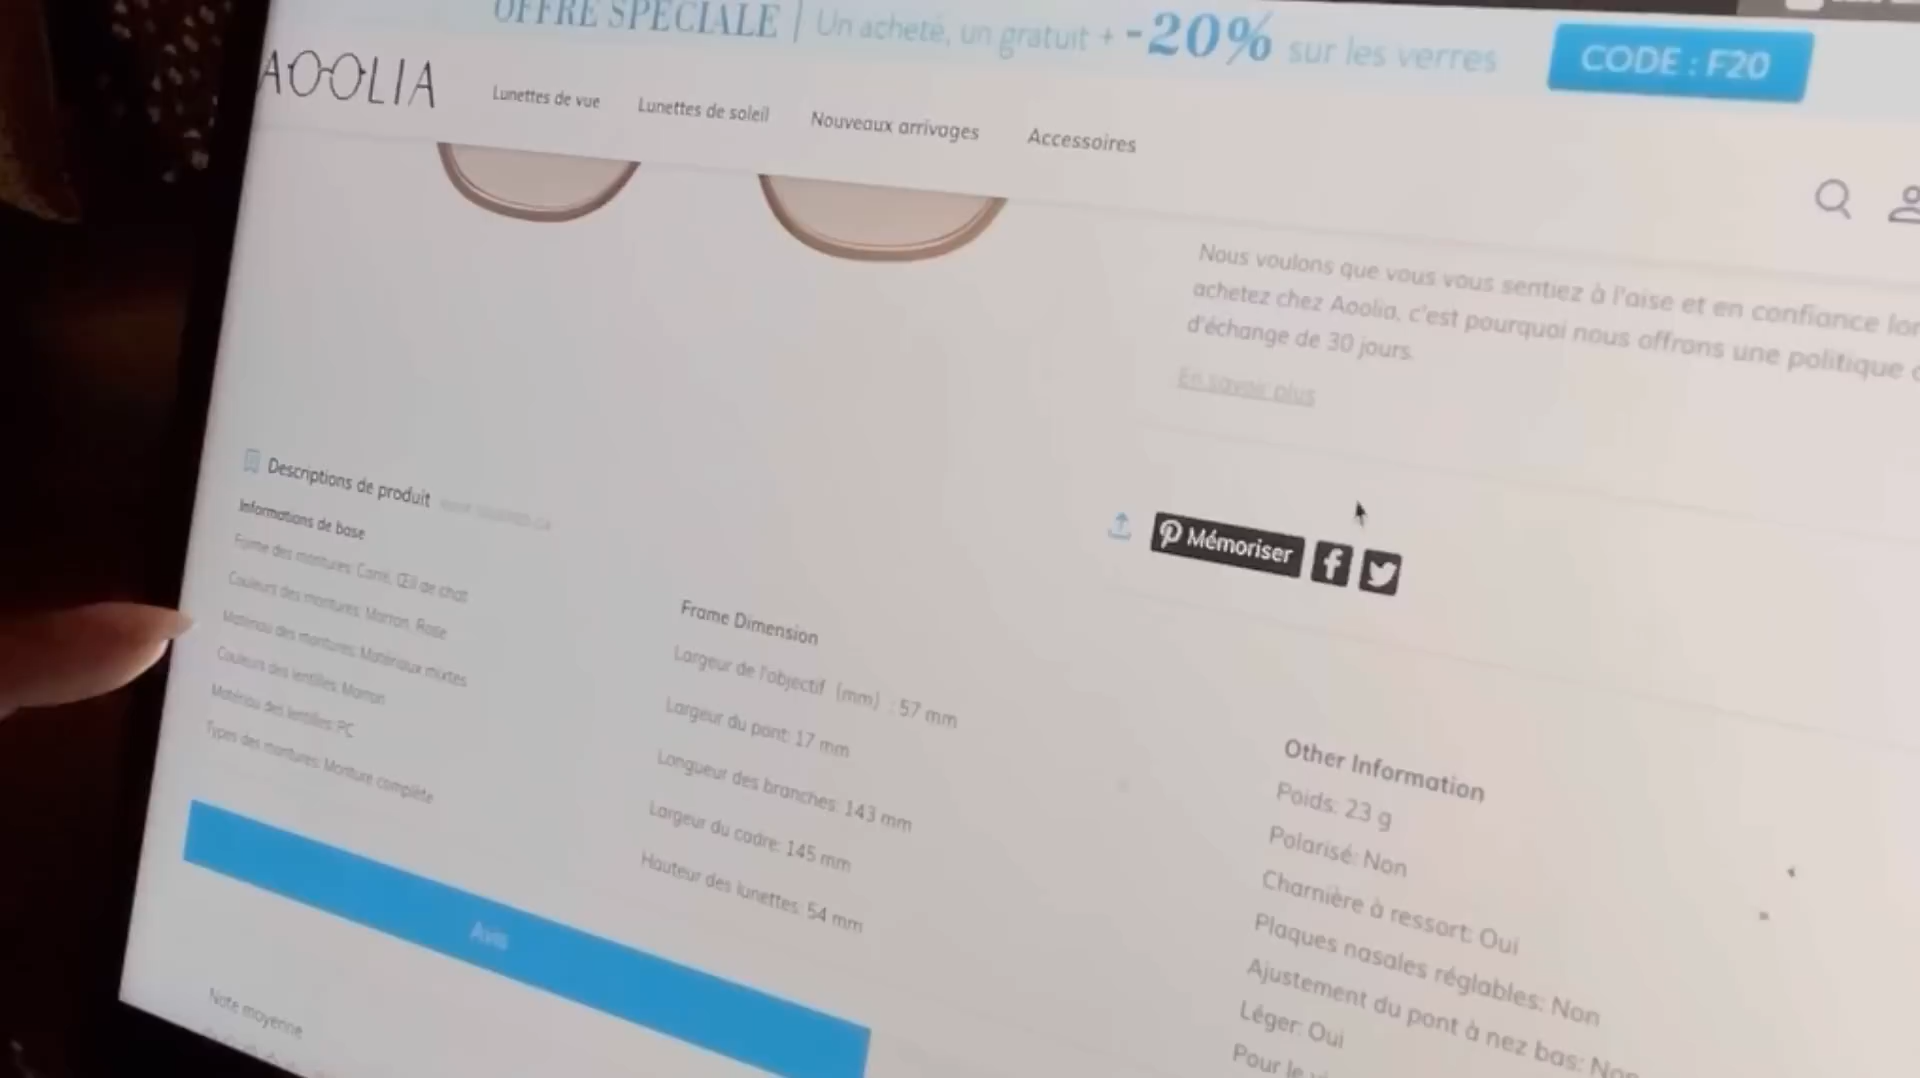 OFFRE SPÉCIALE | Un acheté, un gratuit + -20% sur les verres
CODE : F20
AOOLIA
Lunettes de vue
Lunettes de soleil
Nouveaux arrivages
Accessoires
Nous voulons que vous vous sentiez à l'aise et en confiance lor
achetez chez Aoolia, c'est pourquoi nous offrons une politique
d'échange de 30 jours.
En savoir plus
Mémoriser
Descriptions de produit
Informations de base
Forme des montures: Carré, Œil de chat
Couleurs des montures: Marron, Rose
Matériau des montures: Matériaux mixtes
Couleurs des lentilles: Marron
Matériau des lentilles: PC
Types des montures: Monture complète
Frame Dimension
Largeur de l'objectif (mm) : 57 mm
Largeur du pont: 17 mm
Longueur des branches: 143 mm
Largeur du cadre: 145 mm
Hauteur des lunettes: 54 mm
Other Information
Poids: 23 g
Polarisé: Non
Charnière à ressort: Oui
Plaques nasales réglables: Non
Ajustement du pont à nez bas: Non
Léger: Oui
Pour le
Avis
Note moyenne